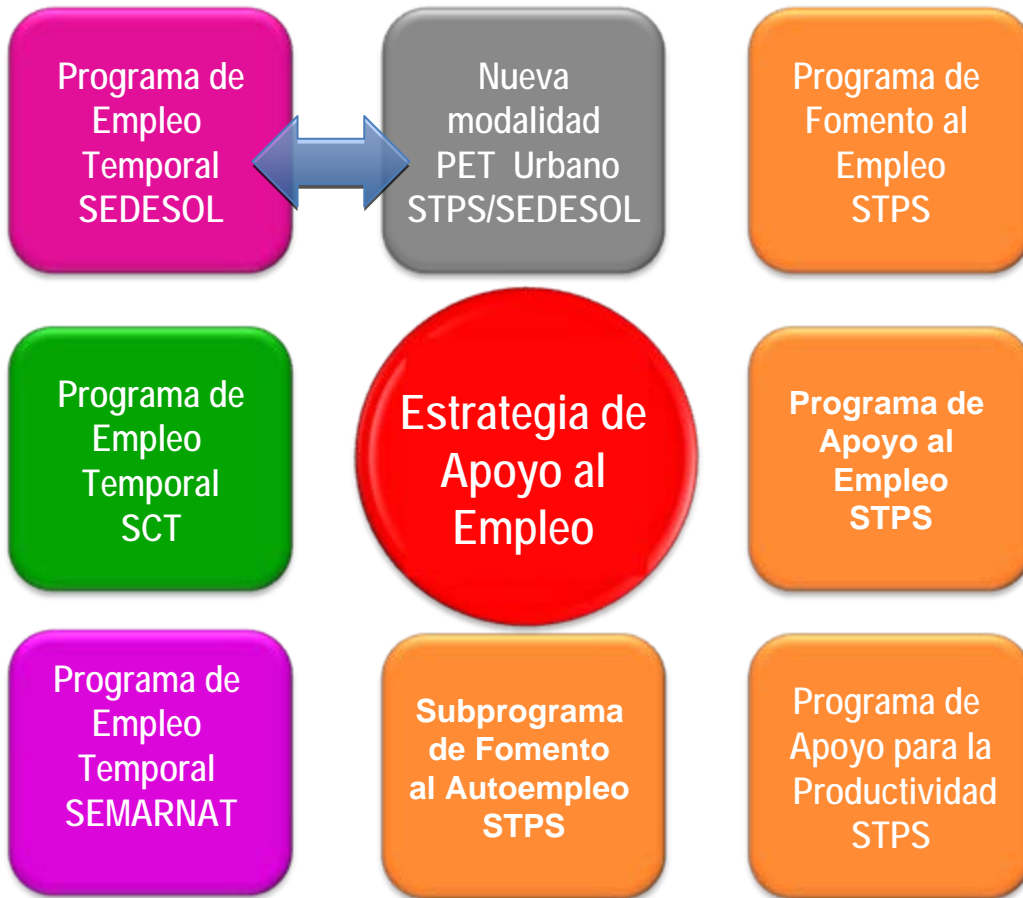 Programa de
Empleo
Temporal
SEDESOL
Nueva
modalidad
PET Urbano
STPS/SEDESOL
Programa de
Fomento al
Empleo
STPS
Programa de
Empleo
Temporal
SCT
Estrategia de
Apoyo al
Empleo
Programa de
Apoyo al
Empleo
STPS
Programa de
Empleo
Temporal
SEMARNAT
Subprograma
de Fomento
al Autoempleo
STPS
Programa de
Apoyo para la
Productividad
STPS